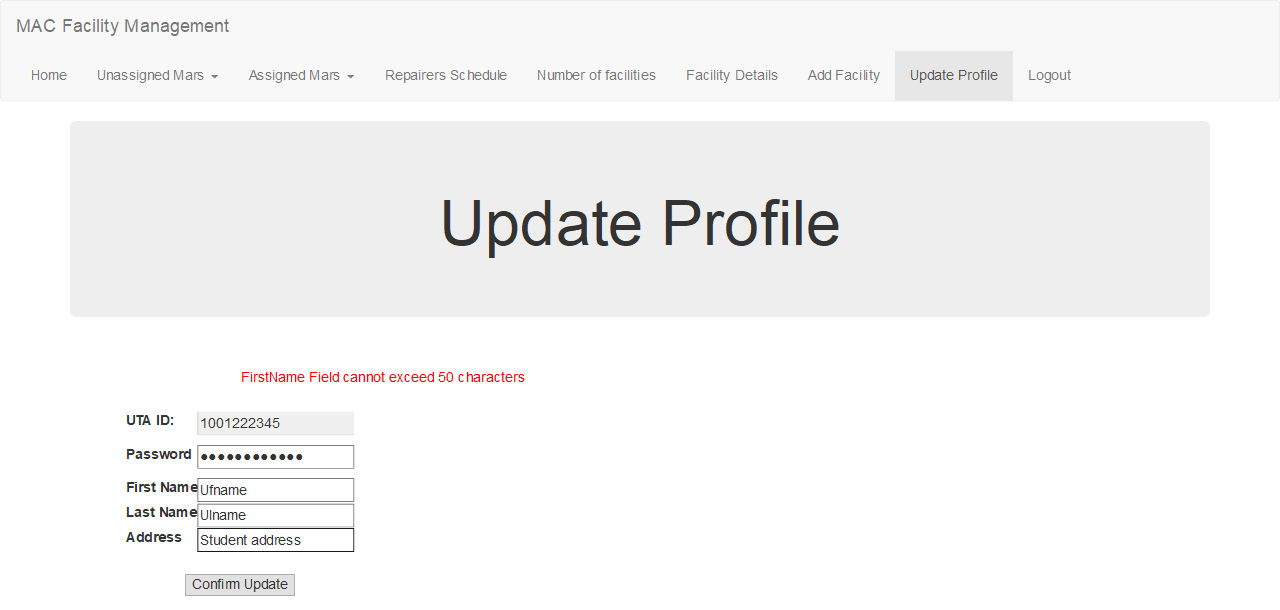 MAC Facility Management
Home Unassigned Mars Assigned Mars Repairers Schedule Number of facilities Facility Details Add Facility Update Profile Logout
Update Profile
FirstName Field cannot exceed 50 characters
UTA ID: 1001222345
Password ●●●●●●●●●●●●
First Name Ufname
Last Name Ulname
Address Student address
Confirm Update